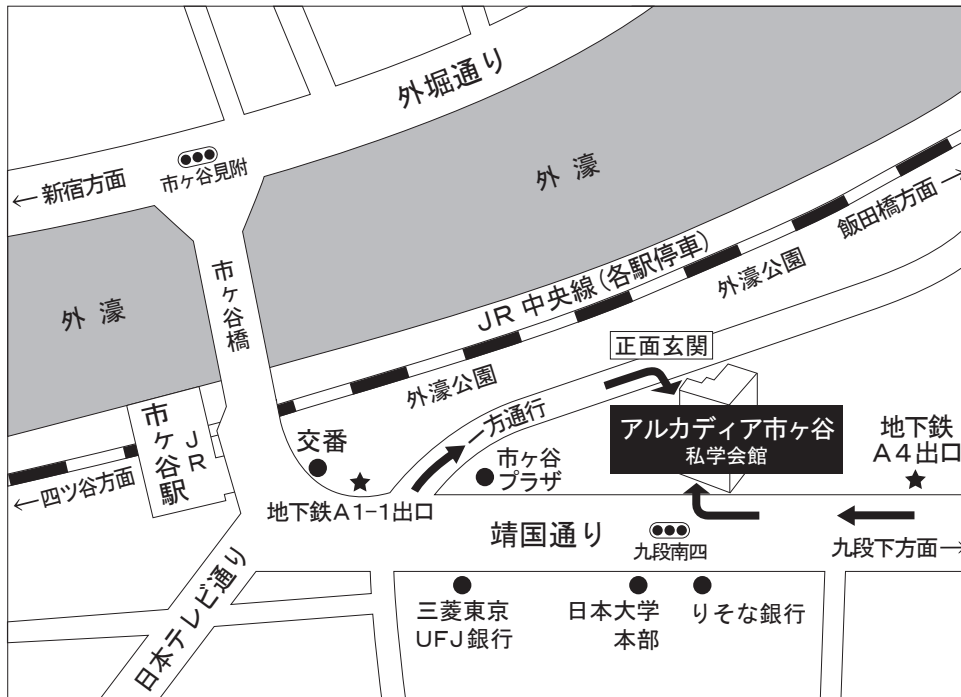 外堀通り
市ヶ谷見附
←新宿方面
外 濠
飯田橋方面→
市ヶ谷橋
外 濠
JR 中央線(各駅停車)
外濠公園
正面玄関
外濠公園
アルカディア市ヶ谷
私学会館
一方通行
地下鉄
A4出口
市ヶ谷駅
JR
交番
市ヶ谷
プラザ
←四ツ谷方面
地下鉄A1-1出口
靖国通り
九段南四
九段下方面→
日本テレビ通り
三菱東京
UFJ銀行
日本大学
本部
りそな銀行